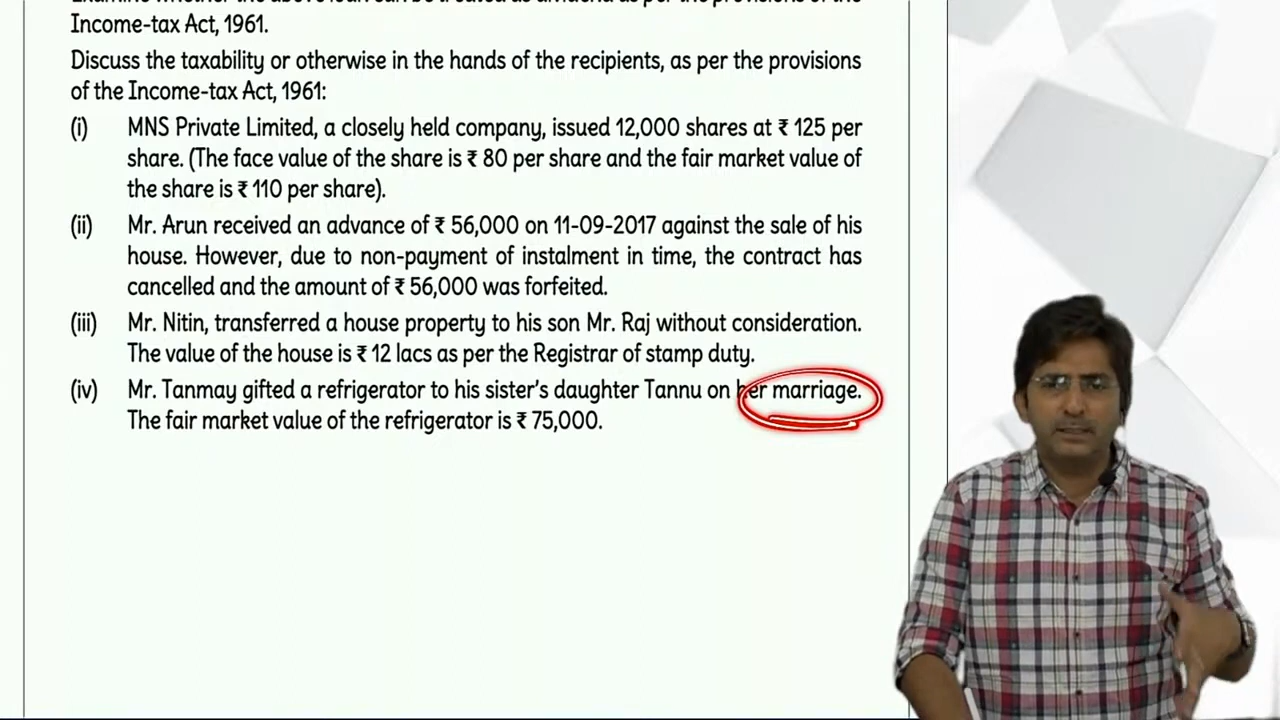 Income-tax Act, 1961.
Discuss the taxability or otherwise in the hands of the recipients, as per the provisions
of the Income-tax Act, 1961:
(i) MNS Private Limited, a closely held company, issued 12,000 shares at ₹ 125 per
share. (The face value of the share is ₹ 80 per share and the fair market value of
the share is ₹ 110 per share).
(ii) Mr. Arun received an advance of ₹ 56,000 on 11-09-2017 against the sale of his
house. However, due to non-payment of instalment in time, the contract has
cancelled and the amount of ₹ 56,000 was forfeited.
(iii) Mr. Nitin, transferred a house property to his son Mr. Raj without consideration.
The value of the house is ₹ 12 lacs as per the Registrar of stamp duty.
(iv) Mr. Tanmay gifted a refrigerator to his sister's daughter Tannu on her marriage.
The fair market value of the refrigerator is ₹ 75,000.